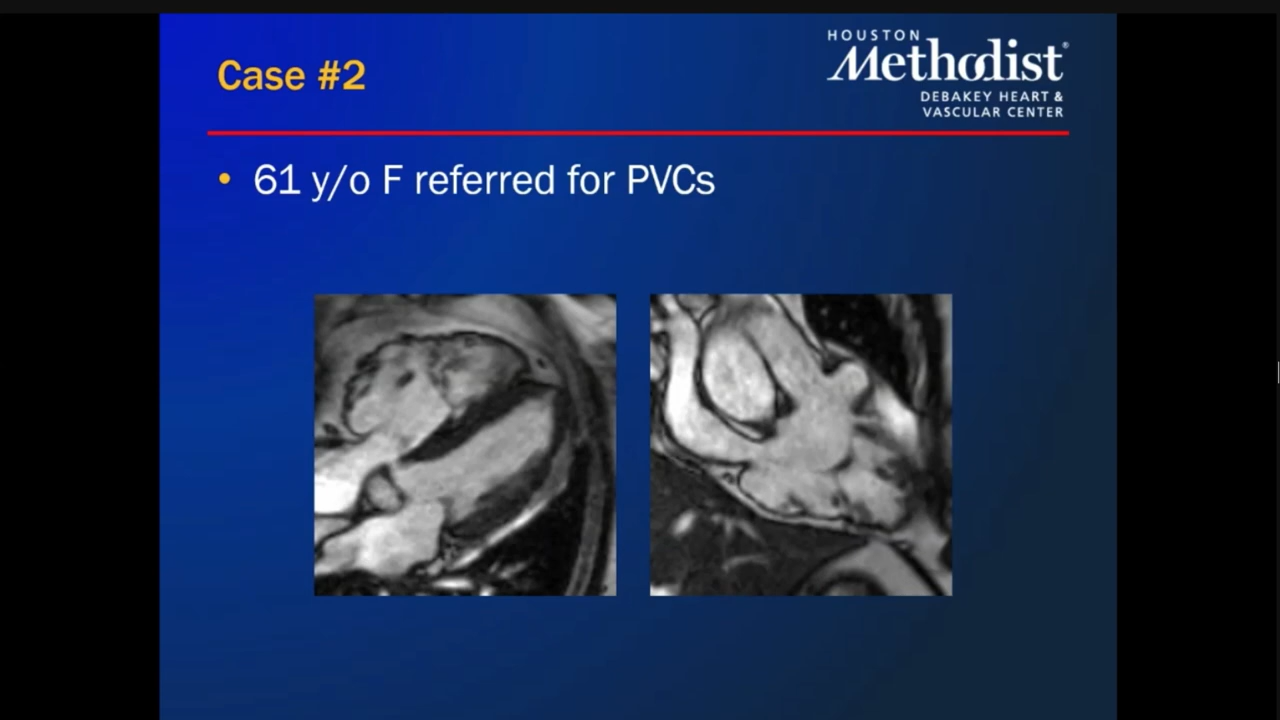 Case #2
HOUSTON
Methodist®
DEBAKEY HEART &
VASCULAR CENTER
• 61 y/o F referred for PVCs